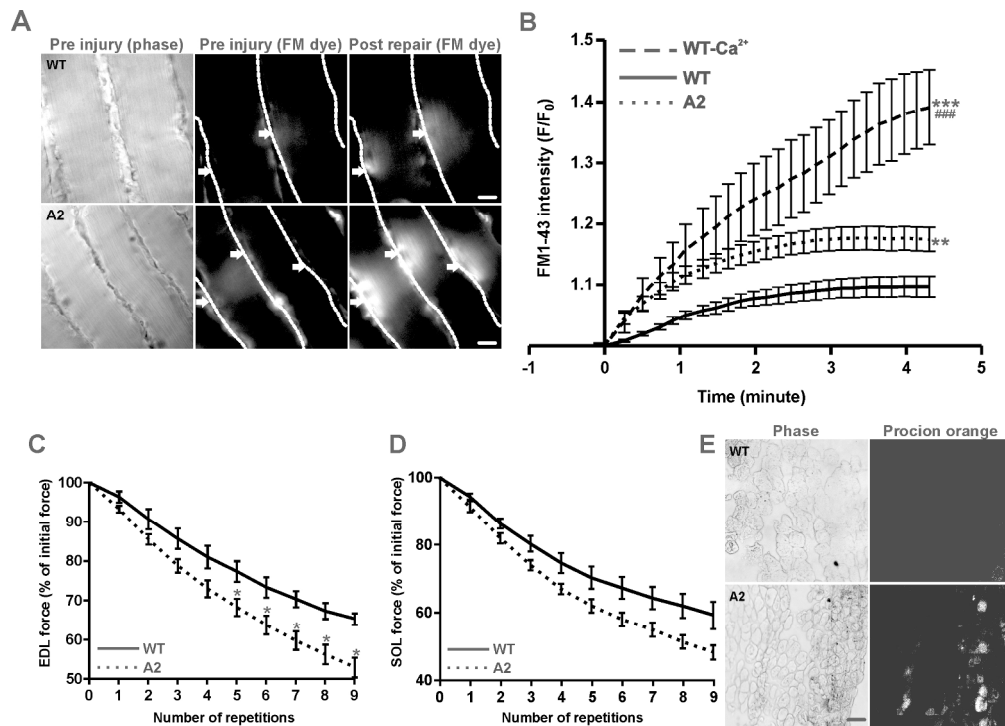 A
Pre injury (phase) Pre injury (FM dye) Post repair (FM dye)
WT
A2
B
1.5
1.4
1.3
1.2
1.1
-1 0 1 2 3 4 5
FM1-43 intensity (F/F0)
Time (minute)
WT-Ca2+
WT
A2
***
###
**
C
100
90
80
70
60
50
0 1 2 3 4 5 6 7 8 9
EDL force (% of initial force)
Number of repetitions
WT
A2
* * * * *
D
100
80
60
40
0 1 2 3 4 5 6 7 8 9
SOL force (% of initial force)
Number of repetitions
WT
A2
E
Phase Procion orange
WT
A2